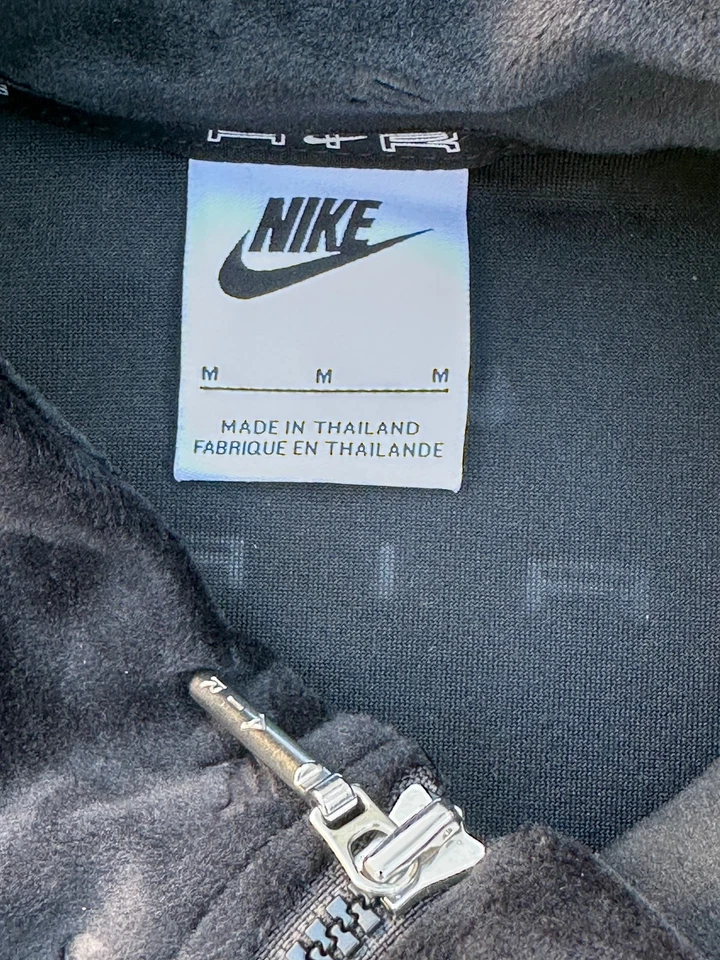 NIKE
M M M
MADE IN THAILAND
FABRIQUE EN THAILANDE